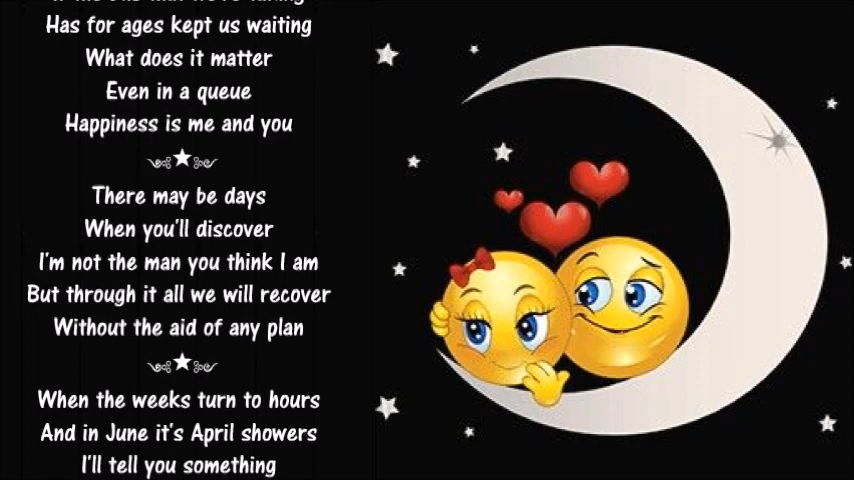 Has for ages kept us waiting
What does it matter
Even in a queue
Happiness is me and you
There may be days
When you'll discover
I'm not the man you think I am
But through it all we will recover
Without the aid of any plan
When the weeks turn to hours
And in June it's April showers
I'll tell you something